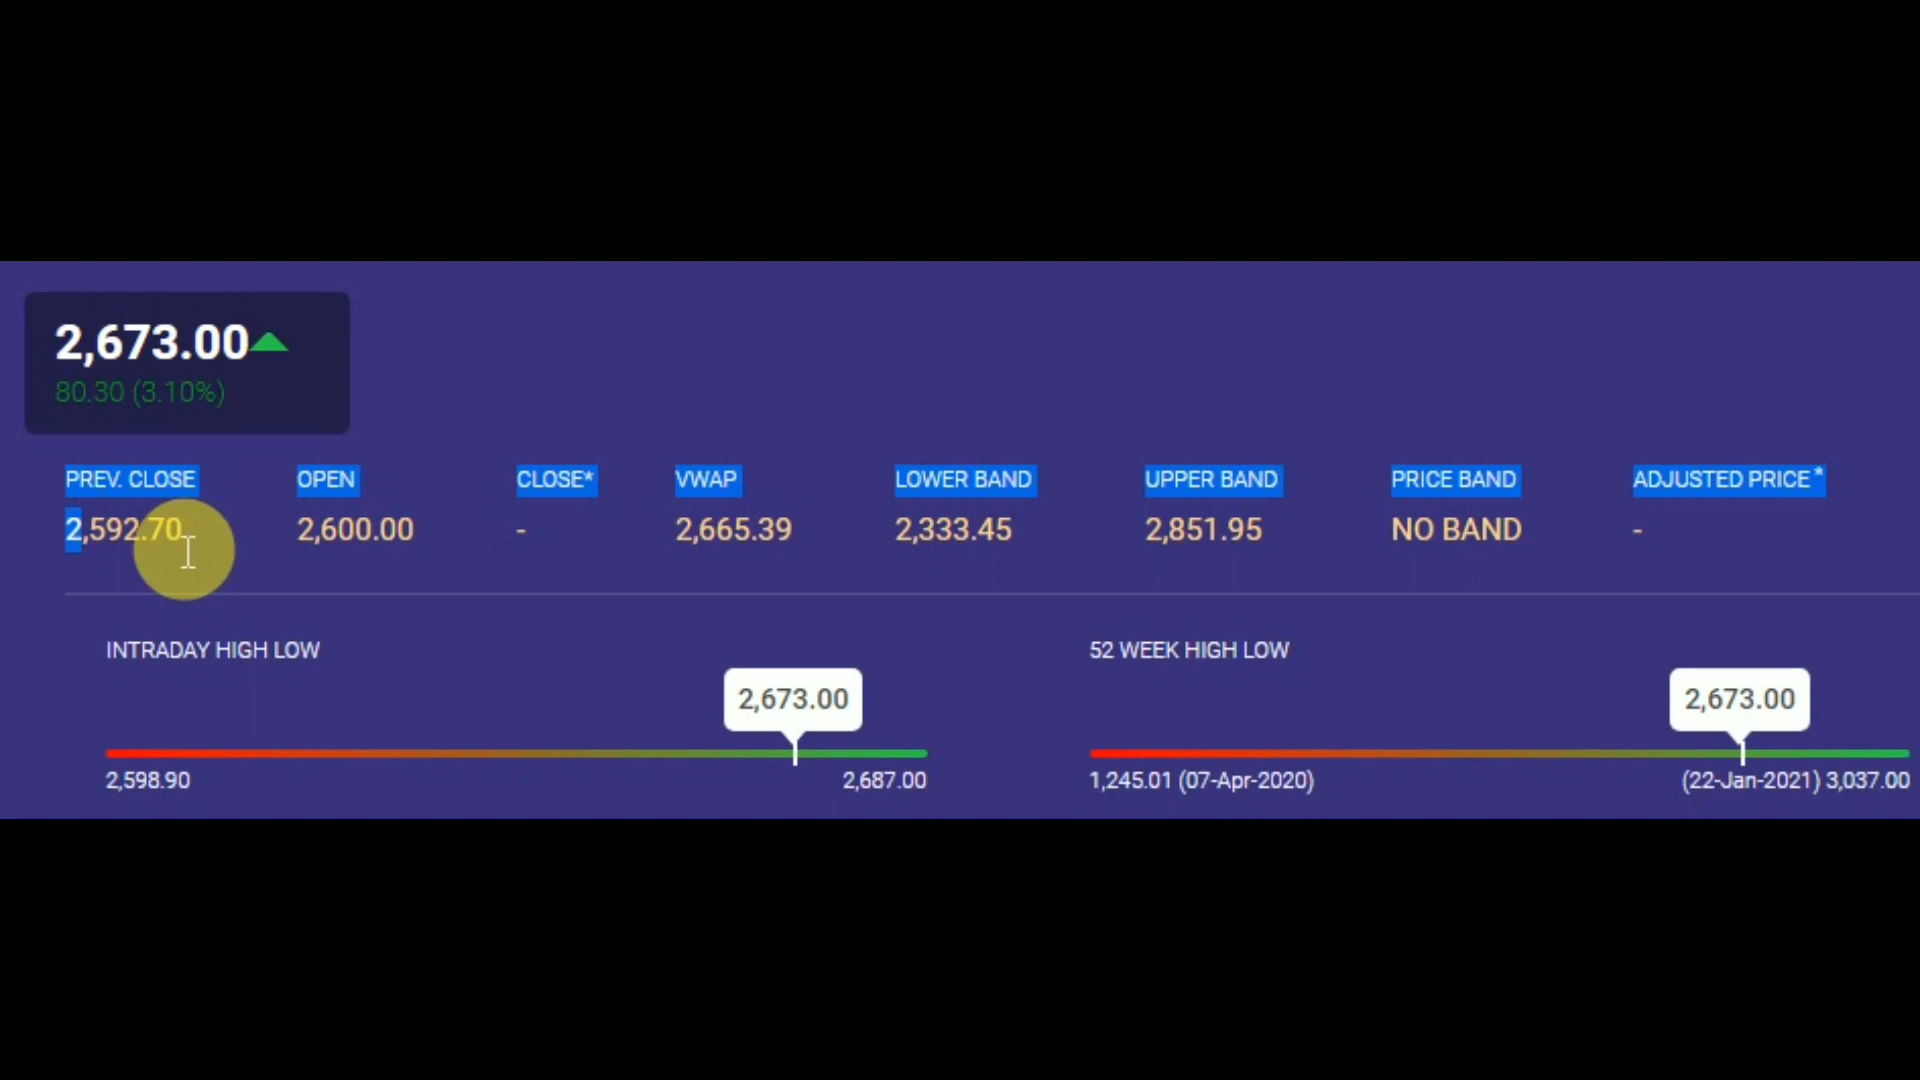 2,673.00
80.30 (3.10%)
PREV. CLOSE OPEN CLOSE* VWAP LOWER BAND UPPER BAND PRICE BAND ADJUSTED PRICE*
2,592.70 2,600.00 - 2,665.39 2,333.45 2,851.95 NO BAND -
INTRADAY HIGH LOW 52 WEEK HIGH LOW
2,673.00 2,673.00
2,598.90 2,687.00 1,245.01 (07-Apr-2020) (22-Jan-2021) 3,037.00